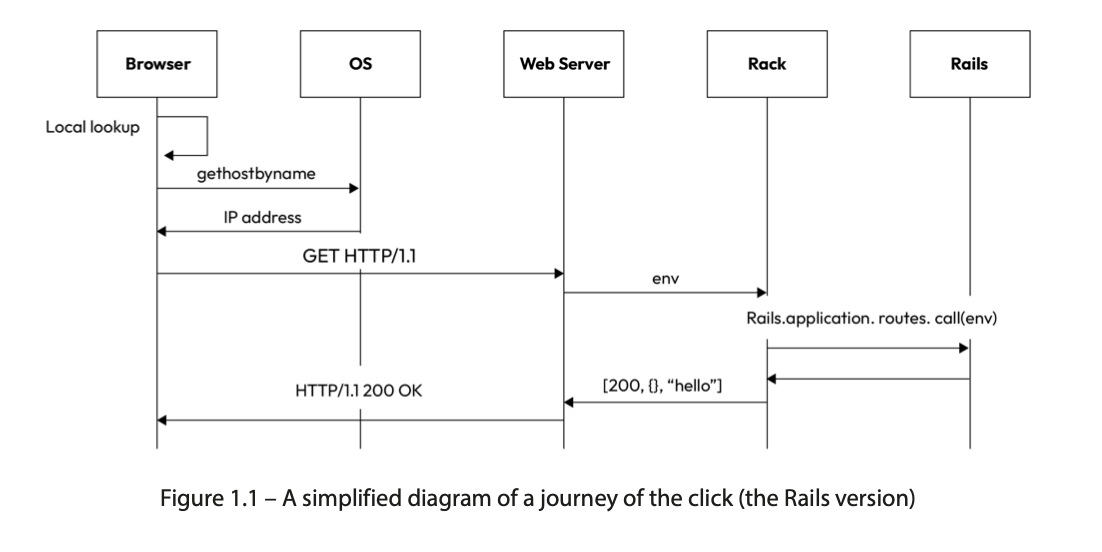 Browser
OS
Web Server
Rack
Rails
Local lookup
gethostbyname
IP address
GET HTTP/1.1
env
Rails.application. routes. call(env)
[200, {}, “hello”]
HTTP/1.1 200 OK
Figure 1.1 – A simplified diagram of a journey of the click (the Rails version)